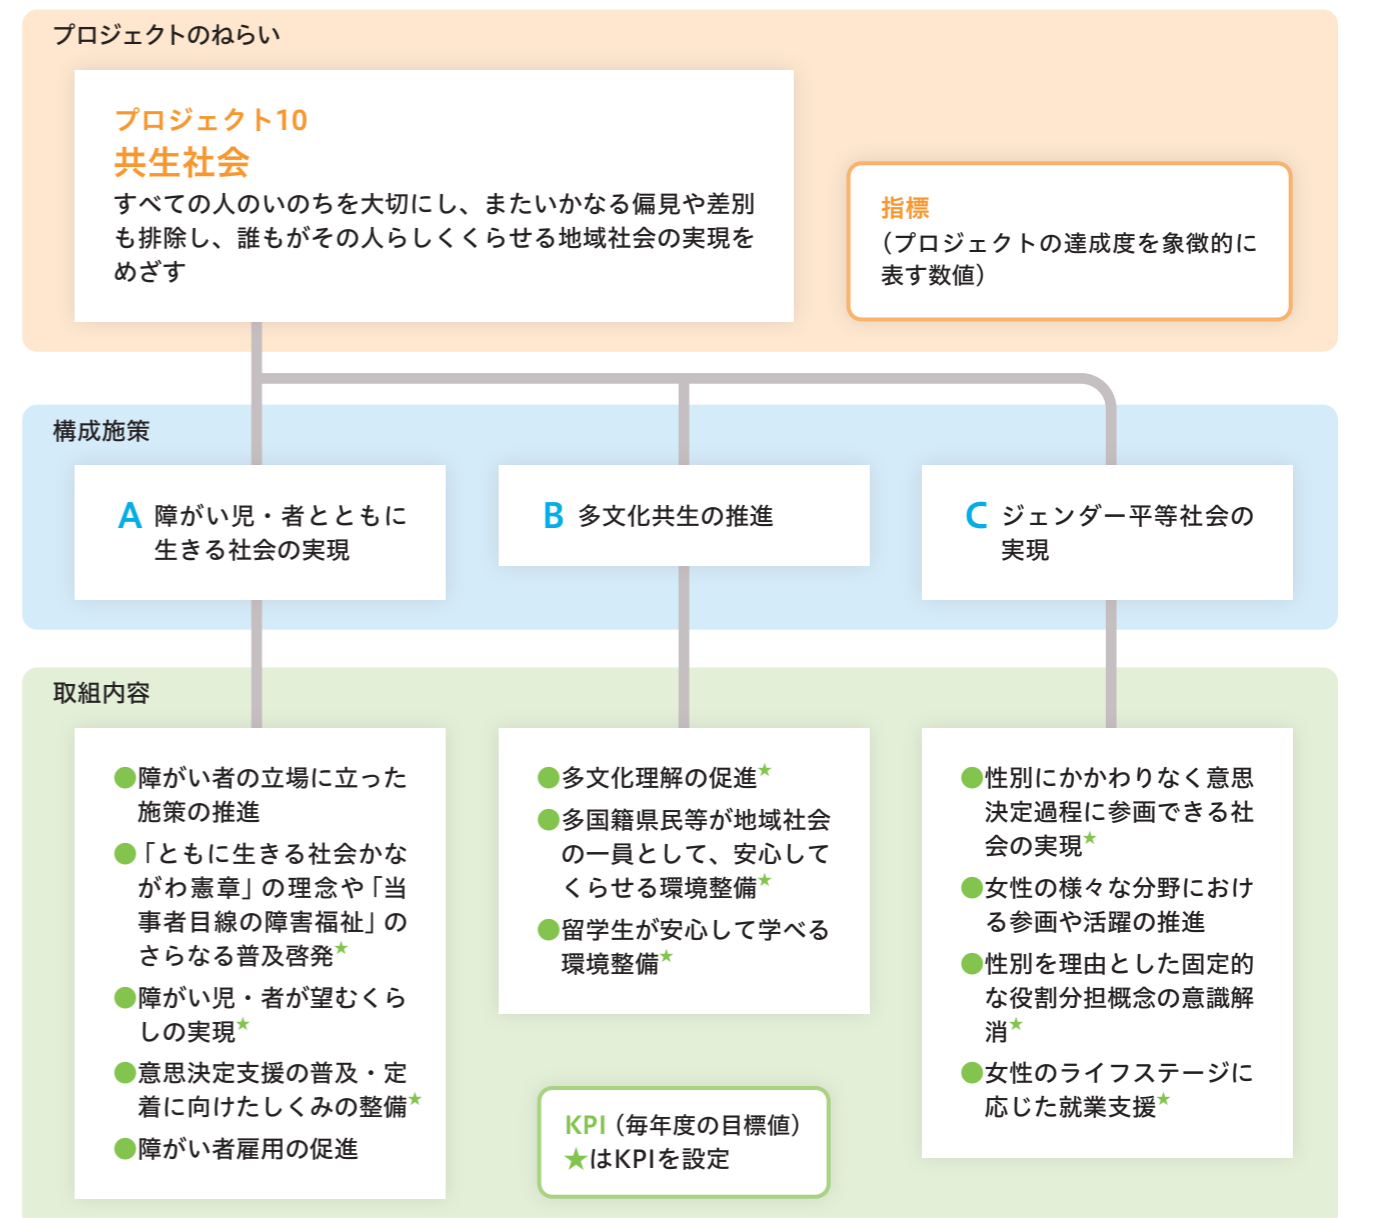 プロジェクトのねらい
プロジェクト10
共生社会
すべての人のいのちを大切にし、またいかなる偏見や差別
も排除し、誰もがその人らしくくらせる地域社会の実現を
めざす
指標
（プロジェクトの達成度を象徴的に
表す数値）
構成施策
A 障がい児・者とともに
生きる社会の実現
B 多文化共生の推進
C ジェンダー平等社会の
実現
取組内容
●障がい者の立場に立った
施策の推進
●「ともに生きる社会かな
がわ憲章」の理念や「当
事者目線の障害福祉」の
さらなる普及啓発★
●障がい児・者が望むくら
しの実現★
●意思決定支援の普及・定
着に向けたしくみの整備★
●障がい者雇用の促進
●多文化理解の促進★
●多国籍県民等が地域社会
の一員として、安心して
くらせる環境整備★
●留学生が安心して学べる
環境整備★
KPI（毎年度の目標値）
★はKPIを設定
●性別にかかわりなく意思
決定過程に参画できる社
会の実現★
●女性の様々な分野におけ
る参画や活躍の推進
●性別を理由とした固定的
な役割分担概念の意識解
消★
●女性のライフステージに
応じた就業支援★